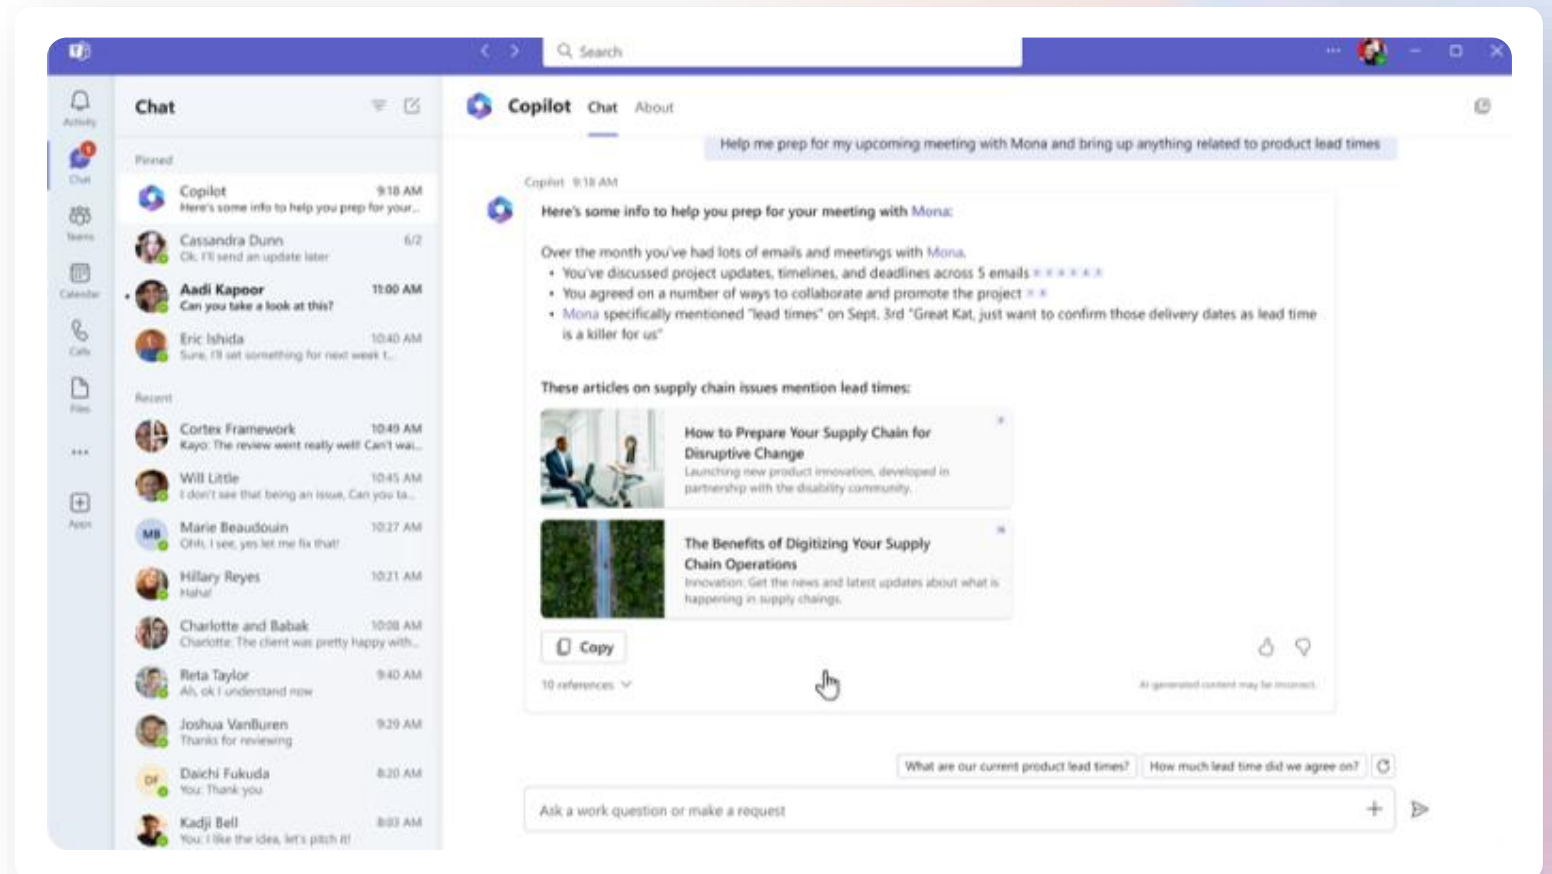 Search
Activity
Chat
Teams
Calendar
Calls
Files
Apps
Chat
Pinned
Copilot 9:18 AM
Here's some info to help you prep for your...
Cassandra Dunn 6/2
Ok, I'll send an update later
Aadi Kapoor 11:00 AM
Can you take a look at this?
Eric Ishida 10:40 AM
Sure, I'll set something for next week t...
Recent
Cortex Framework 10:49 AM
Kayo: The review went really well! Can't wai...
Will Little 10:45 AM
I don't see that being an issue, Can you ta...
MB
Marie Beaudouin 10:27 AM
Ohh, I see, yes let me fix that!
Hillary Reyes 10:21 AM
Haha!
Charlotte and Babak 10:08 AM
Charlotte: The client was pretty happy with...
Reta Taylor 9:40 AM
Ah, ok I understand now
Joshua VanBuren 9:29 AM
Thanks for reviewing
DF
Daichi Fukuda 8:20 AM
You: Thank you
Kadji Bell 8:03 AM
You: I like the idea, let's pitch it!
Copilot Chat About
Help me prep for my upcoming meeting with Mona and bring up anything related to product lead times
Copilot 9:18 AM
Here's some info to help you prep for your meeting with Mona:
Over the month you've had lots of emails and meetings with Mona.
• You've discussed project updates, timelines, and deadlines across 5 emails
• You agreed on a number of ways to collaborate and promote the project
• Mona specifically mentioned "lead times" on Sept. 3rd "Great Kat, just want to confirm those delivery dates as lead time
is a killer for us"
These articles on supply chain issues mention lead times:
How to Prepare Your Supply Chain for
Disruptive Change
Launching new product innovation, developed in
partnership with the disability community.
The Benefits of Digitizing Your Supply
Chain Operations
Innovation: Get the news and latest updates about what is
happening in supply chaings.
Copy
10 references
AI-generated content may be incorrect.
What are our current product lead times?
How much lead time did we agree on?
Ask a work question or make a request